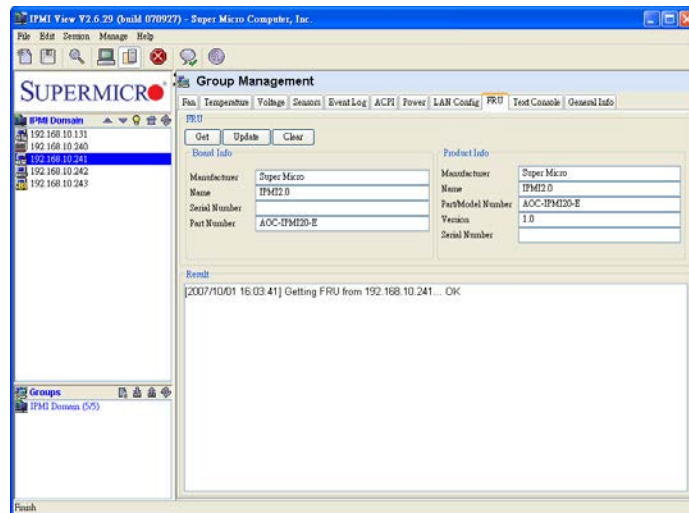 IPMI View V2.6.29 (build 070927) - Super Micro Computer, Inc.
File Edit Session Manage Help
SUPERMICRO
Group Management
Fan Temperature Voltage Sensors Event Log ACPI Power LAN Config FRU Text Console General Info
IPMI Domain
192.168.10.131
192.168.10.240
192.168.10.241
192.168.10.242
192.168.10.243
FRU
Get Update Clear
Board Info
Manufacturer Super Micro
Name IPMI2.0
Serial Number
Part Number AOC-IPMI20-E
Product Info
Manufacturer Super Micro
Name IPMI2.0
Part/Model Number AOC-IPMI20-E
Version 1.0
Serial Number
Result
[2007/10/01 16:03:41] Getting FRU from 192.168.10.241... OK
Groups
IPMI Domain (5/5)
Finish